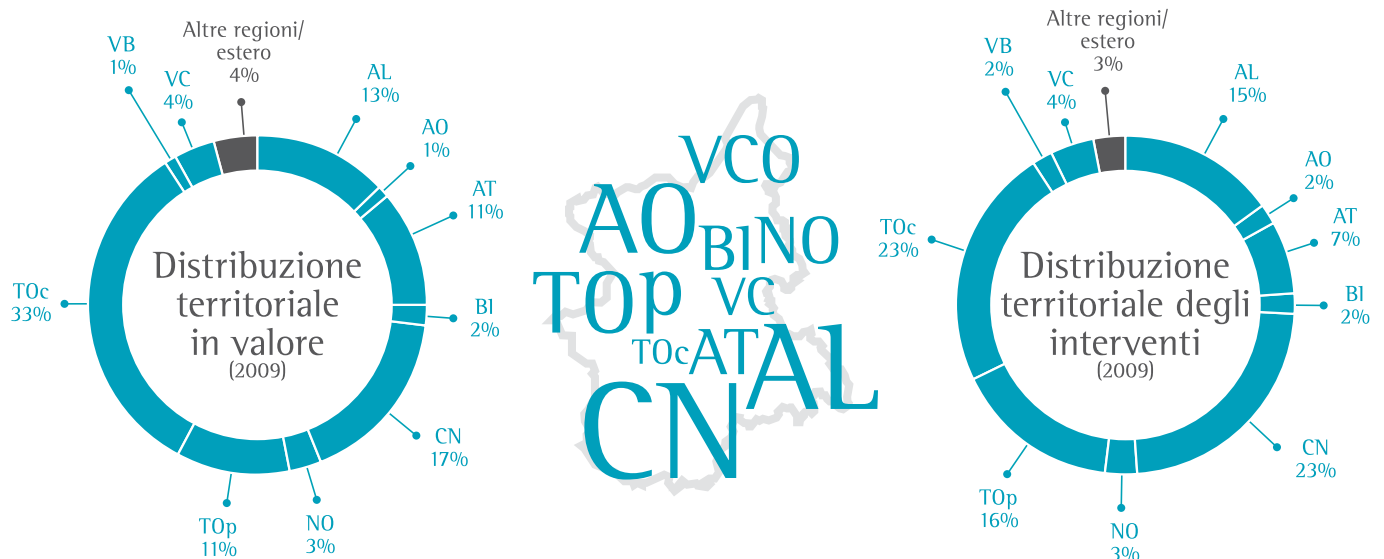 Altre regioni/
estero
4%
VB
1%
VC
4%
AL
13%
AO
1%
AT
11%
BI
2%
CN
17%
NO
3%
TOp
11%
TOc
33%
Distribuzione
territoriale
in valore
(2009)
VCO
AO
BI
NO
TOp
VC
TOc
AT
AL
CN
Altre regioni/
estero
3%
VB
2%
VC
4%
AL
15%
AO
2%
AT
7%
BI
2%
CN
23%
NO
3%
TOp
16%
TOc
23%
Distribuzione
territoriale degli
interventi
(2009)